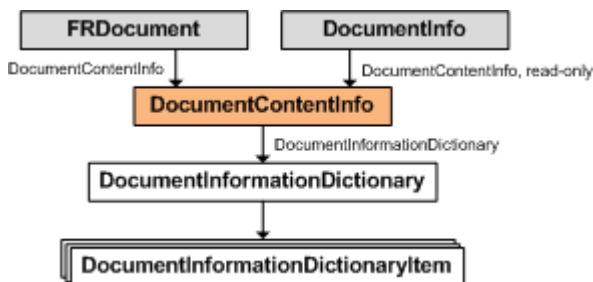 FRDocument
DocumentInfo
DocumentContentInfo
DocumentContentInfo, read-only
DocumentContentInfo
DocumentInformationDictionary
DocumentInformationDictionary
DocumentInformationDictionaryItem